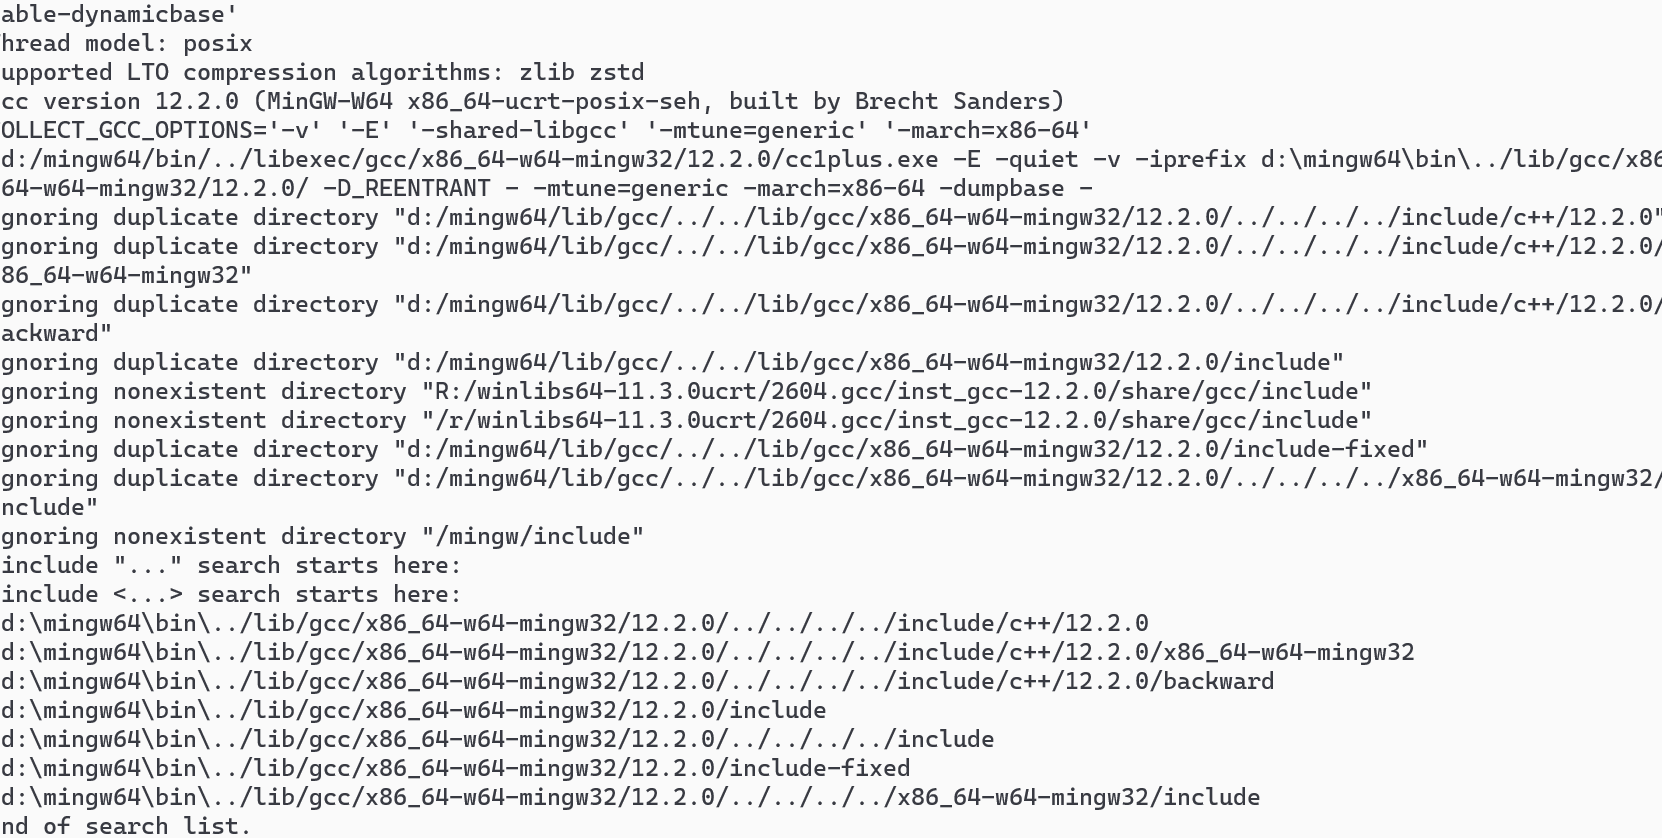 able-dynamicbase'
hread model: posix
upported LTO compression algorithms: zlib zstd
cc version 12.2.0 (MinGW-W64 x86_64-ucrt-posix-seh, built by Brecht Sanders)
OLLECT_GCC_OPTIONS='-v' '-E' '-shared-libgcc' '-mtune=generic' '-march=x86-64'
d:/mingw64/bin/../libexec/gcc/x86_64-w64-mingw32/12.2.0/cc1plus.exe -E -quiet -v -iprefix d:\mingw64\bin\../lib/gcc/x86
64-w64-mingw32/12.2.0/ -D_REENTRANT - -mtune=generic -march=x86-64 -dumpbase -
gnoring duplicate directory "d:/mingw64/lib/gcc/../../lib/gcc/x86_64-w64-mingw32/12.2.0/../../../../include/c++/12.2.0"
gnoring duplicate directory "d:/mingw64/lib/gcc/../../lib/gcc/x86_64-w64-mingw32/12.2.0/../../../../include/c++/12.2.0/
86_64-w64-mingw32"
gnoring duplicate directory "d:/mingw64/lib/gcc/../../lib/gcc/x86_64-w64-mingw32/12.2.0/../../../../include/c++/12.2.0/
ackward"
gnoring duplicate directory "d:/mingw64/lib/gcc/../../lib/gcc/x86_64-w64-mingw32/12.2.0/include"
gnoring nonexistent directory "R:/winlibs64-11.3.0ucrt/2604.gcc/inst_gcc-12.2.0/share/gcc/include"
gnoring nonexistent directory "/r/winlibs64-11.3.0ucrt/2604.gcc/inst_gcc-12.2.0/share/gcc/include"
gnoring duplicate directory "d:/mingw64/lib/gcc/../../lib/gcc/x86_64-w64-mingw32/12.2.0/include-fixed"
gnoring duplicate directory "d:/mingw64/lib/gcc/../../lib/gcc/x86_64-w64-mingw32/12.2.0/../../../../x86_64-w64-mingw32/
nclude"
gnoring nonexistent directory "/mingw/include"
include "..." search starts here:
include <...> search starts here:
d:\mingw64\bin\../lib/gcc/x86_64-w64-mingw32/12.2.0/../../../../include/c++/12.2.0
d:\mingw64\bin\../lib/gcc/x86_64-w64-mingw32/12.2.0/../../../../include/c++/12.2.0/x86_64-w64-mingw32
d:\mingw64\bin\../lib/gcc/x86_64-w64-mingw32/12.2.0/../../../../include/c++/12.2.0/backward
d:\mingw64\bin\../lib/gcc/x86_64-w64-mingw32/12.2.0/include
d:\mingw64\bin\../lib/gcc/x86_64-w64-mingw32/12.2.0/../../../../include
d:\mingw64\bin\../lib/gcc/x86_64-w64-mingw32/12.2.0/include-fixed
d:\mingw64\bin\../lib/gcc/x86_64-w64-mingw32/12.2.0/../../../../x86_64-w64-mingw32/include
nd of search list.